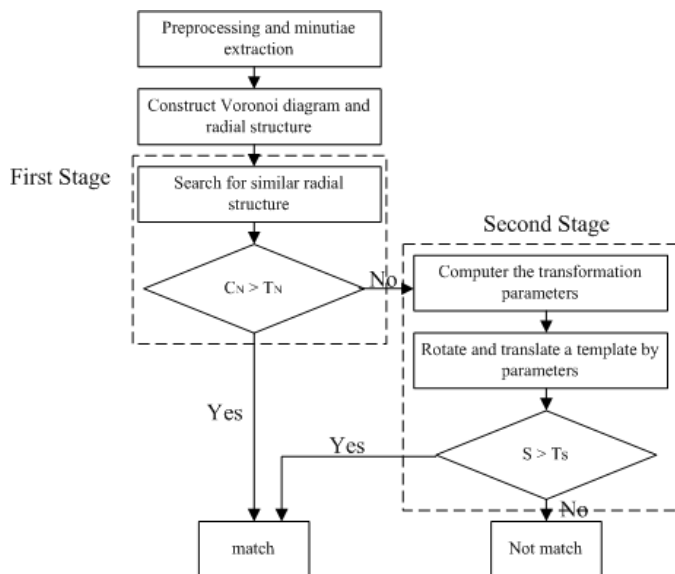 Preprocessing and minutiae
extraction
Construct Voronoi diagram and
radial structure
First Stage
Search for similar radial
structure
CN > TN
No
Second Stage
Computer the transformation
parameters
Rotate and translate a template by
parameters
Yes
Yes
S > TS
No
match
Not match